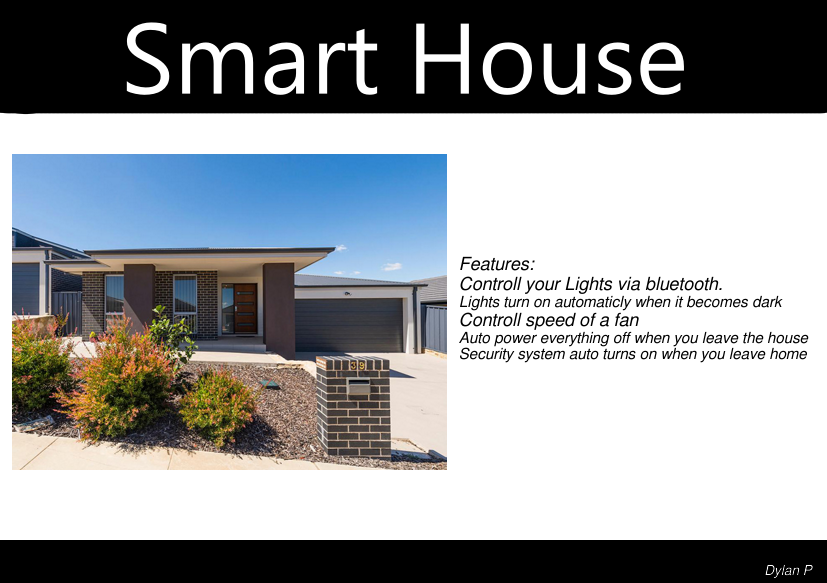 Smart House
39
Features:
Controll your Lights via bluetooth.
Lights turn on automaticly when it becomes dark
Controll speed of a fan
Auto power everything off when you leave the house
Security system auto turns on when you leave home
Dylan P